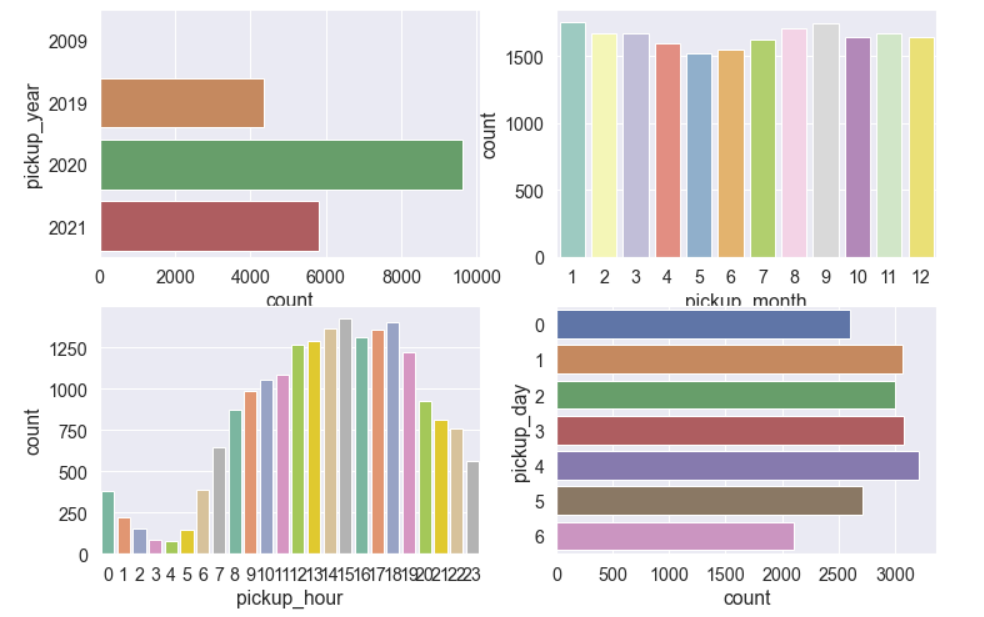 2009
2019
2020
2021
pickup_year
0 2000 4000 6000 8000 10000
count
1500
1000
500
0
count
1 2 3 4 5 6 7 8 9 10 11 12
pickup_month
1250
1000
750
500
250
0
count
0 1 2 3 4 5 6 7 8 9 10 11 12 13 14 15 16 17 18 19 20 21 22 23
pickup_hour
0
1
2
3
4
5
6
pickup_day
0 500 1000 1500 2000 2500 3000
count